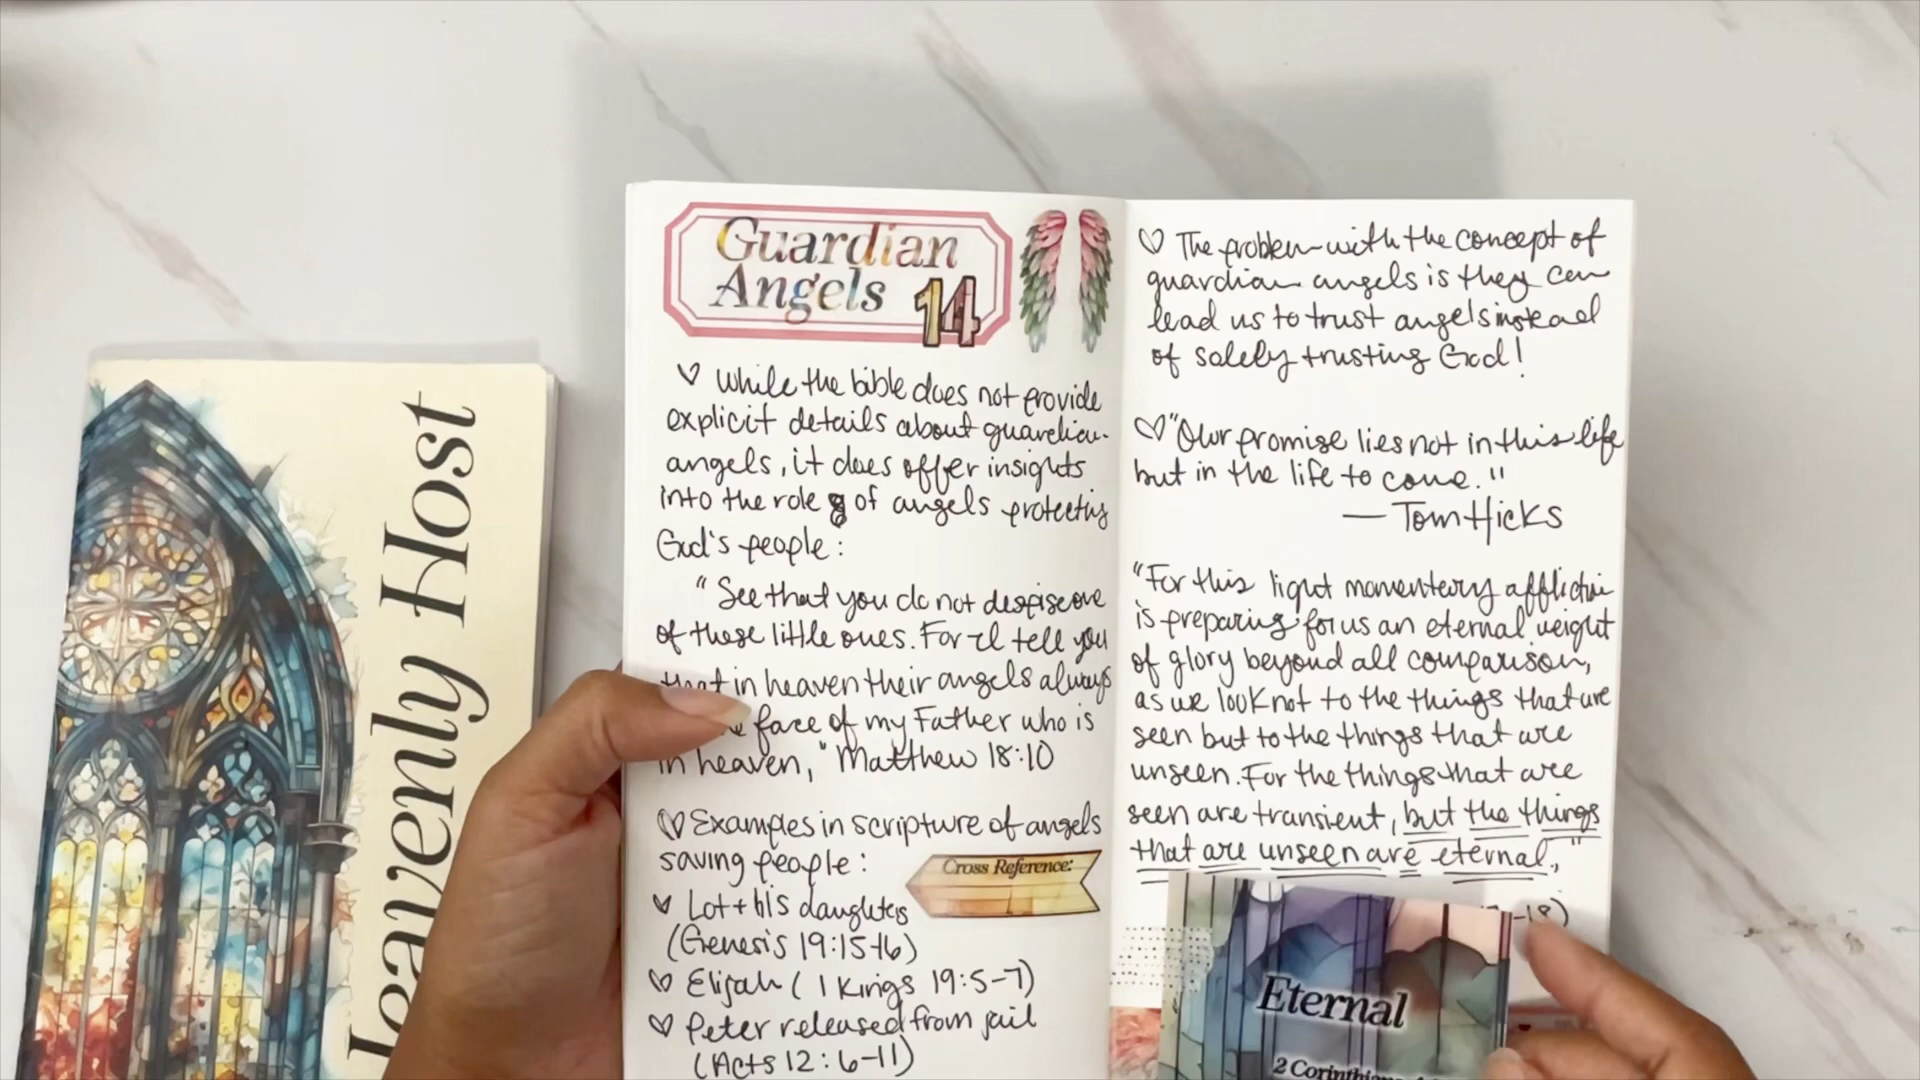 Heavenly Host
Guardian
Angels 14
While the bible does not provide
explicit details about guardian
angels, it does offer insights
into the role of angels protecting
God's people:
"See that you do not despise one
of these little ones. For I tell you
that in heaven their angels always
face of my Father who is
in heaven," Matthew 18:10
Examples in scripture of angels
saving people:
Cross Reference:
Lot + his daughters
(Genesis 19:15-16)
Elijah (1 Kings 19:5-7)
Peter released from jail
(Acts 12:6-11)
The problem with the concept of
guardian angels is they can
lead us to trust angels instead
of solely trusting God!
"Our promise lies not in this life
but in the life to come."
— Tom Hicks
"For this light momentary affliction
is preparing for us an eternal weight
of glory beyond all comparison,
as we look not to the things that are
seen but to the things that are
unseen. For the things that are
seen are transient, but the things
that are unseen are eternal.,"
-18)
Eternal
2 Corinthians